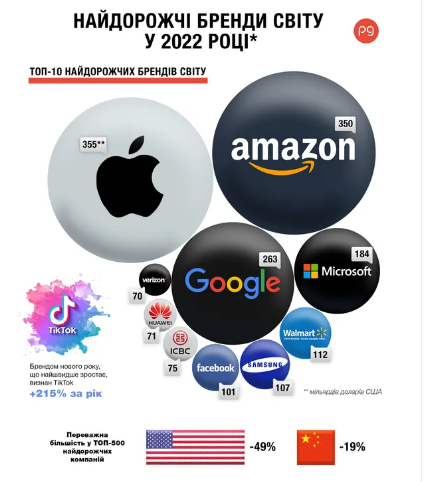 НАЙДОРОЖЧІ БРЕНДИ СВІТУ
У 2022 РОЦІ*
pg
ТОП-10 НАЙДОРОЖЧИХ БРЕНДІВ СВІТУ
355**
350
amazon
263
Google
184
Microsoft
verizon
70
HUAWEI
71
ICBC
75
facebook
101
SAMSUNG
107
Walmart
112
TikTok
Брендом нового року,
що найшвидше зростає,
визнан TikTok
+215% за рік
** мільярдів доларів США
Переважна
більшість у ТОП-500
найдорожчих
компаній
-49%
-19%